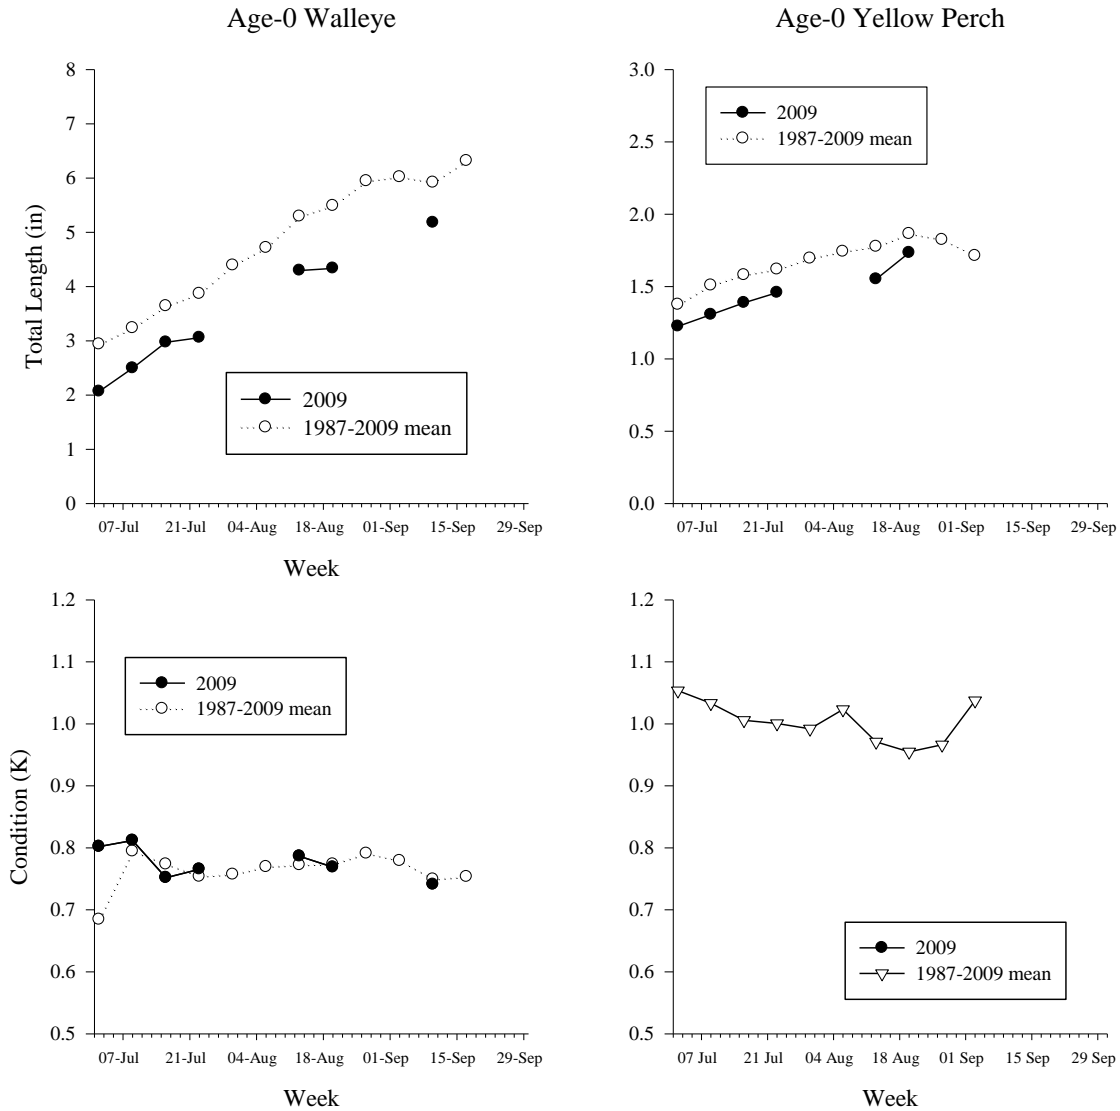 Age-0 Walleye
Age-0 Yellow Perch
8
7
6
5
4
3
2
1
0
Total Length (in)
2009
1987-2009 mean
07-Jul 21-Jul 04-Aug 18-Aug 01-Sep 15-Sep 29-Sep
Week
3.0
2.5
2.0
1.5
1.0
0.5
0.0
2009
1987-2009 mean
07-Jul 21-Jul 04-Aug 18-Aug 01-Sep 15-Sep 29-Sep
1.2
1.1
1.0
0.9
0.8
0.7
0.6
0.5
Condition (K)
2009
1987-2009 mean
07-Jul 21-Jul 04-Aug 18-Aug 01-Sep 15-Sep 29-Sep
Week
1.2
1.1
1.0
0.9
0.8
0.7
0.6
0.5
2009
1987-2009 mean
07-Jul 21-Jul 04-Aug 18-Aug 01-Sep 15-Sep 29-Sep
Week